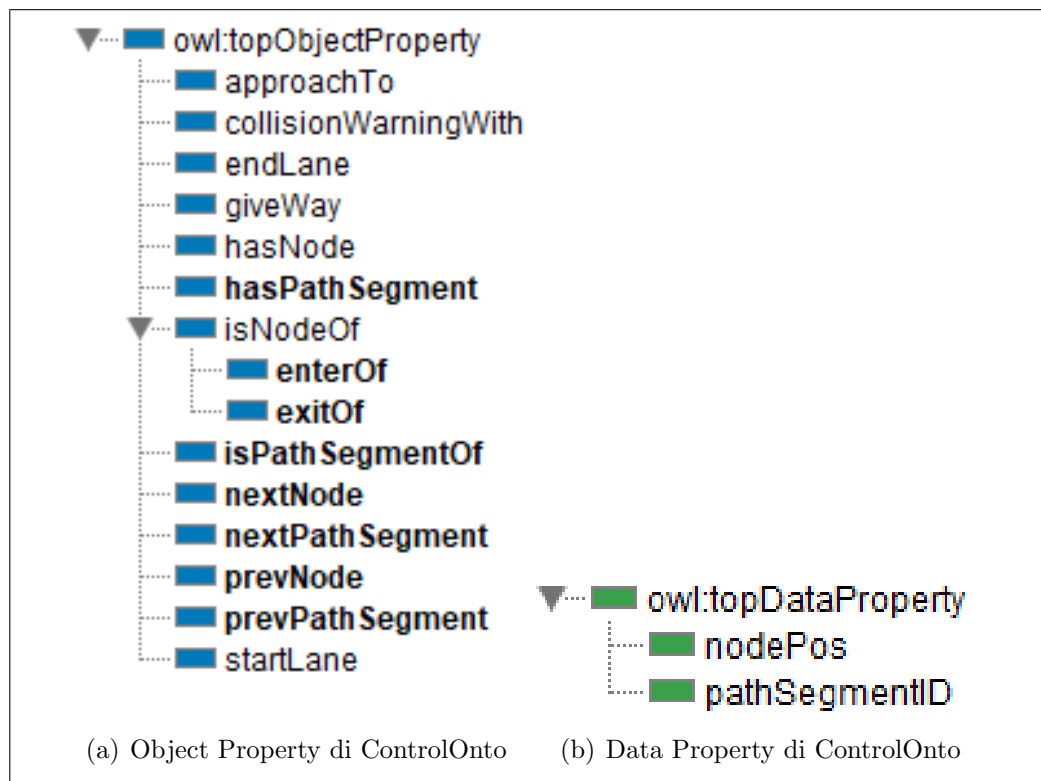 owl:topObjectProperty
approachTo
collisionWarningWith
endLane
giveWay
hasNode
hasPathSegment
isNodeOf
enterOf
exitOf
isPathSegmentOf
nextNode
nextPathSegment
prevNode
prevPathSegment
startLane
(a) Object Property di ControlOnto
owl:topDataProperty
nodePos
pathSegmentID
(b) Data Property di ControlOnto